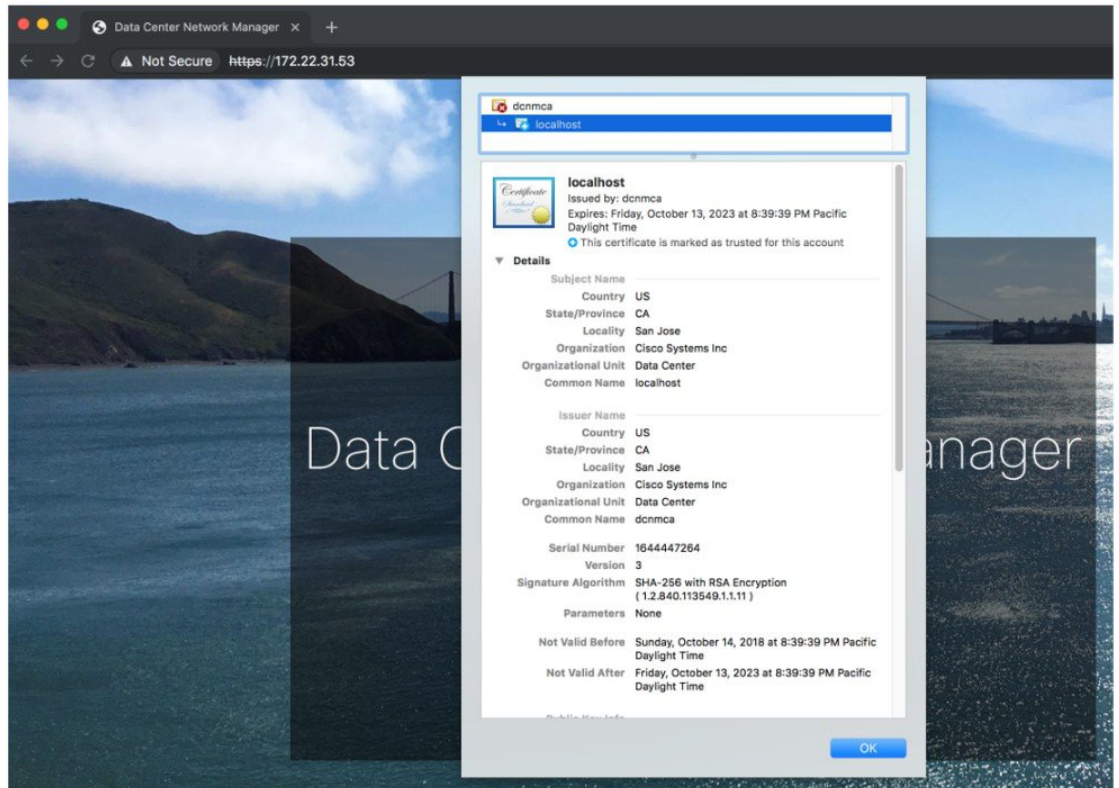 Data Center Network Manager
Not Secure https://172.22.31.53
dcnmca
localhost
Certificate
Standard
localhost
Issued by: dcnmca
Expires: Friday, October 13, 2023 at 8:39:39 PM Pacific
Daylight Time
This certificate is marked as trusted for this account
Details
Subject Name
Country US
State/Province CA
Locality San Jose
Organization Cisco Systems Inc
Organizational Unit Data Center
Common Name localhost
Issuer Name
Country US
State/Province CA
Locality San Jose
Organization Cisco Systems Inc
Organizational Unit Data Center
Common Name dcnmca
Serial Number 1644447264
Version 3
Signature Algorithm SHA-256 with RSA Encryption
( 1.2.840.113549.1.1.11 )
Parameters None
Not Valid Before Sunday, October 14, 2018 at 8:39:39 PM Pacific
Daylight Time
Not Valid After Friday, October 13, 2023 at 8:39:39 PM Pacific
Daylight Time
Public Key Info
OK
Data C anager